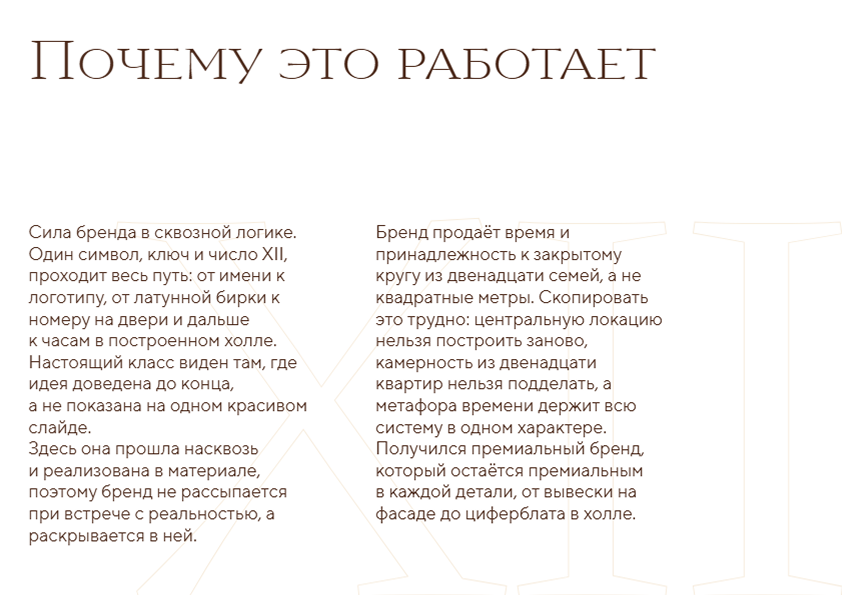 Почему это работает
Сила бренда в сквозной логике.
Один символ, ключ и число XII,
проходит весь путь: от имени к
логотипу, от латунной бирки к
номеру на двери и дальше
к часам в построенном холле.
Настоящий класс виден там, где
идея доведена до конца,
а не показана на одном красивом
слайде.
Здесь она прошла насквозь
и реализована в материале,
поэтому бренд не рассыпается
при встрече с реальностью, а
раскрывается в ней.
Бренд продаёт время и
принадлежность к закрытому
кругу из двенадцати семей, а не
квадратные метры. Скопировать
это трудно: центральную локацию
нельзя построить заново,
камерность из двенадцати
квартир нельзя подделать, а
метафора времени держит всю
систему в одном характере.
Получился премиальный бренд,
который остаётся премиальным
в каждой детали, от вывески на
фасаде до циферблата в холле.
XII